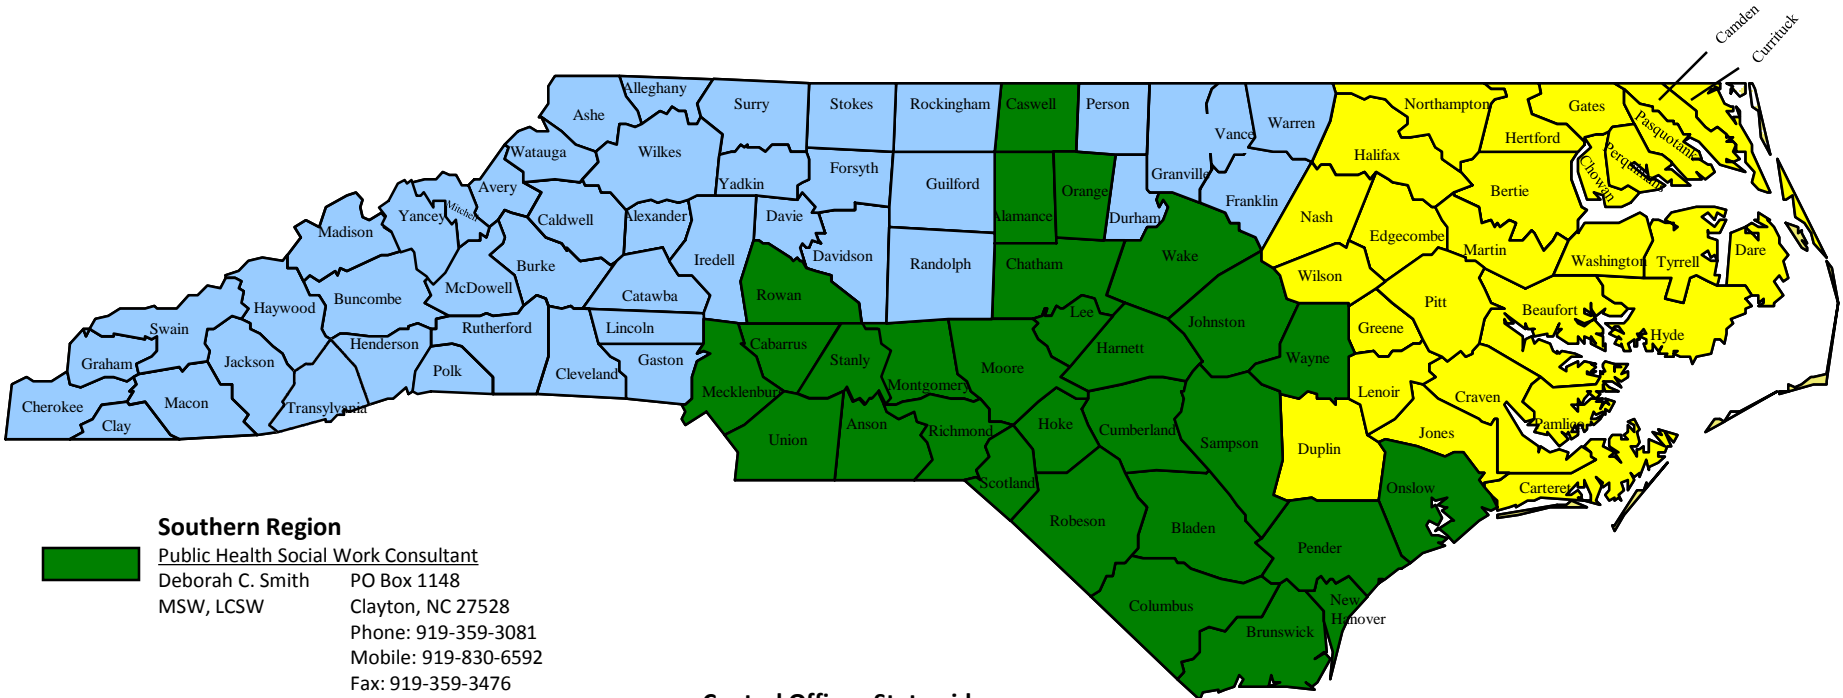 Camden
Currituck
Alleghany
Ashe
Surry
Stokes
Rockingham
Caswell
Person
Vance
Warren
Northampton
Gates
Hertford
Pasquotank
Perquimans
Chowan
Watauga
Wilkes
Yadkin
Forsyth
Guilford
Alamance
Orange
Durham
Granville
Franklin
Halifax
Bertie
Avery
Mitchell
Yancey
Madison
Caldwell
Alexander
Davie
Iredell
Davidson
Randolph
Chatham
Wake
Nash
Edgecombe
Martin
Washington
Tyrrell
Dare
Wilson
Burke
McDowell
Buncombe
Haywood
Catawba
Rowan
Lee
Johnston
Pitt
Beaufort
Hyde
Swain
Graham
Jackson
Henderson
Rutherford
Polk
Lincoln
Gaston
Cleveland
Cabarrus
Stanly
Montgomery
Moore
Harnett
Wayne
Greene
Lenoir
Craven
Pamlico
Cherokee
Clay
Macon
Transylvania
Mecklenburg
Union
Anson
Richmond
Hoke
Cumberland
Sampson
Duplin
Jones
Carteret
Onslow
Scotland
Robeson
Bladen
Pender
Columbus
Brunswick
New
Hanover
Southern Region
Public Health Social Work Consultant
Deborah C. Smith PO Box 1148
MSW, LCSW Clayton, NC 27528
Phone: 919-359-3081
Mobile: 919-830-6592
Fax: 919-359-3476